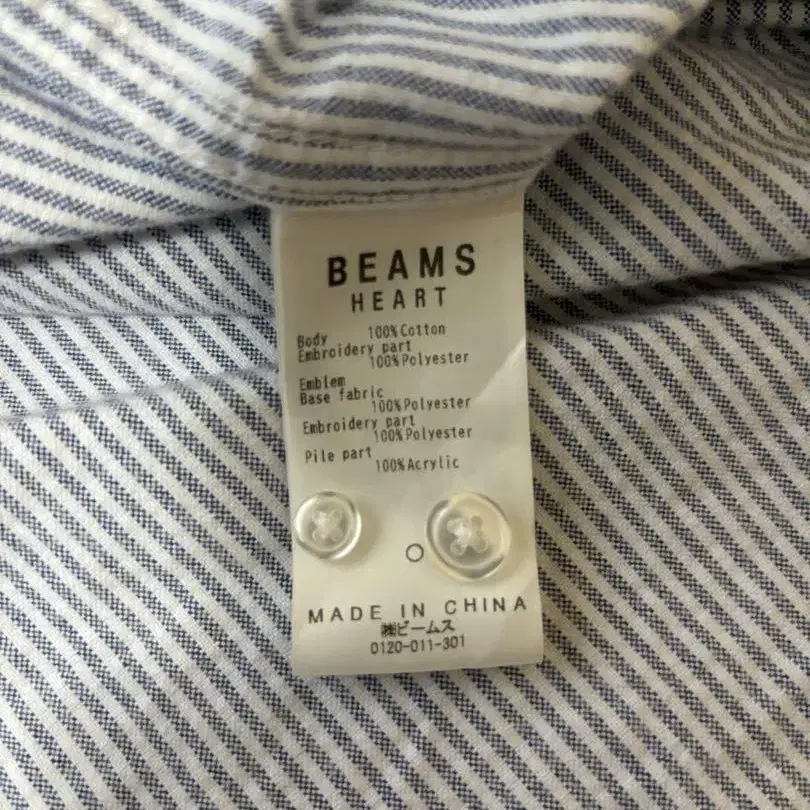 BEAMS
HEART
Body 100%Cotton
Embroidery part
100%Polyester
Emblem
Base fabric
100%Polyester
Embroidery part
100%Polyester
Pile part
100%Acrylic
MADE IN CHINA
㈱ビームス
0120-011-301